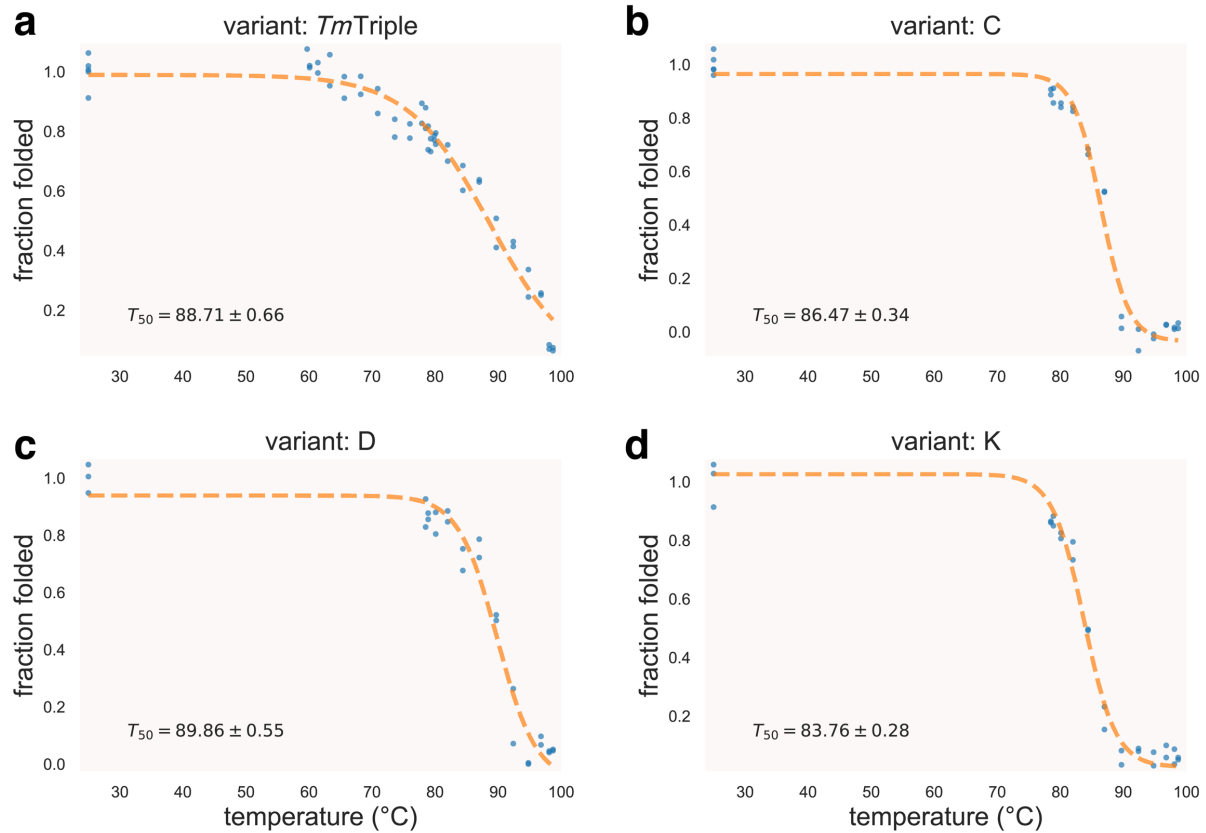 a
variant: TmTriple
fraction folded
1.0
0.8
0.6
0.4
0.2
T50 = 88.71 ± 0.66
30 40 50 60 70 80 90 100
b
variant: C
fraction folded
1.0
0.8
0.6
0.4
0.2
0.0
T50 = 86.47 ± 0.34
30 40 50 60 70 80 90 100
c
variant: D
fraction folded
1.0
0.8
0.6
0.4
0.2
0.0
T50 = 89.86 ± 0.55
30 40 50 60 70 80 90 100
temperature (°C)
d
variant: K
fraction folded
1.0
0.8
0.6
0.4
0.2
T50 = 83.76 ± 0.28
30 40 50 60 70 80 90 100
temperature (°C)